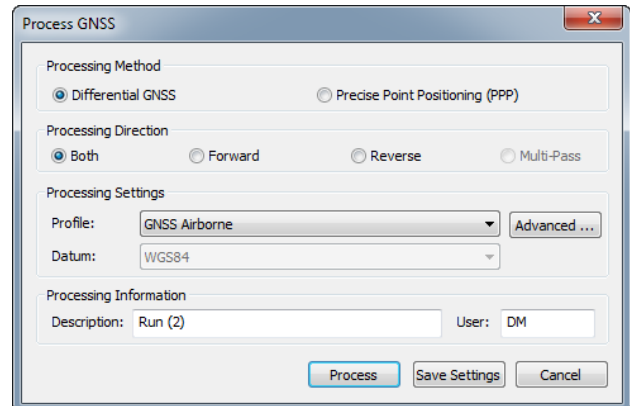 Process GNSS
Processing Method
Differential GNSS Precise Point Positioning (PPP)
Processing Direction
Both Forward Reverse Multi-Pass
Processing Settings
Profile: GNSS Airborne Advanced ...
Datum: WGS84
Processing Information
Description: Run (2) User: DM
Process Save Settings Cancel